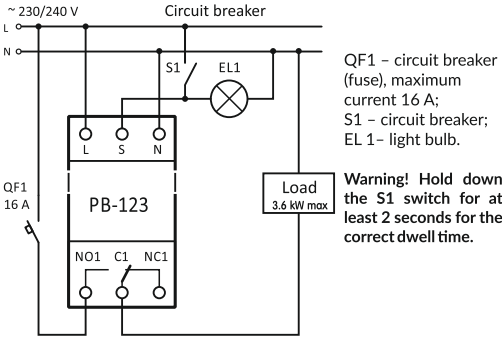 ~ 230/240 V
Circuit breaker
L
N
S1
EL1
L
S
N
QF1
16 A
PB-123
Load
3.6 kW max
NO1
C1
NC1
QF1 – circuit breaker
(fuse), maximum
current 16 A;
S1 – circuit breaker;
EL 1– light bulb.
Warning! Hold down
the S1 switch for at
least 2 seconds for the
correct dwell time.